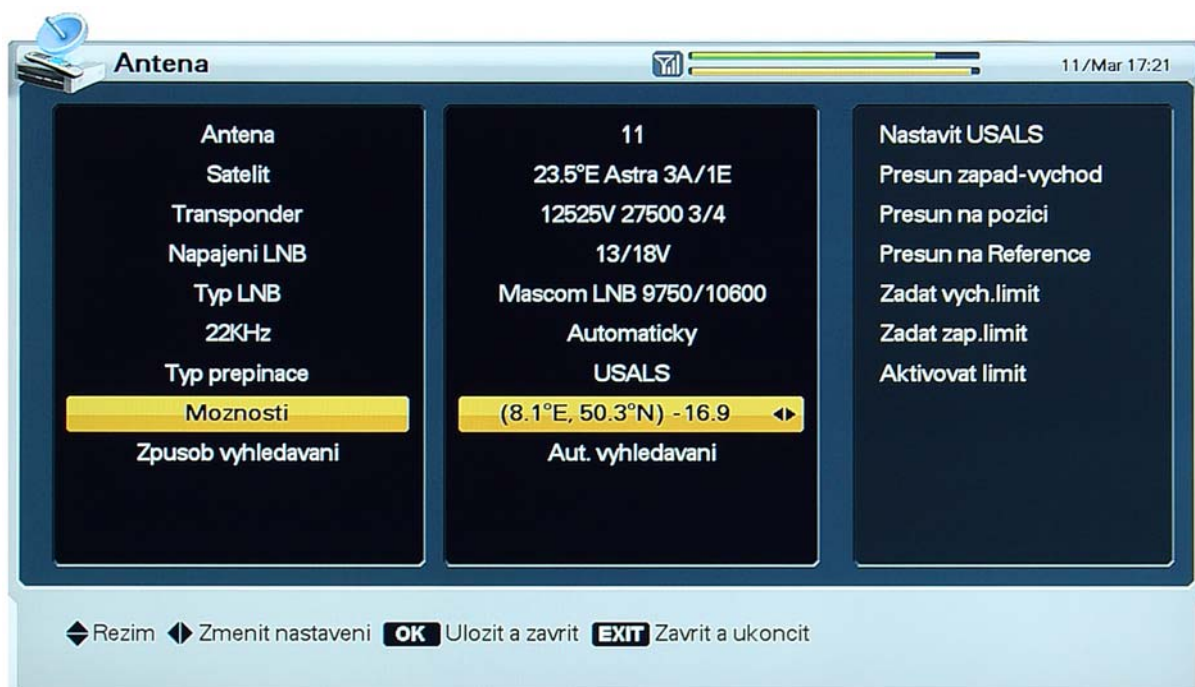 Antena
11/Mar 17:21
Antena 11
Satelit 23.5°E Astra 3A/1E
Transponder 12525V 27500 3/4
Napajeni LNB 13/18V
Typ LNB Mascom LNB 9750/10600
22KHz Automaticky
Typ prepinace USALS
Moznosti (8.1°E, 50.3°N) -16.9
Zpusob vyhledavani Aut. vyhledavani
Nastavit USALS
Presun zapad-vychod
Presun na pozici
Presun na Reference
Zadat vych.limit
Zadat zap.limit
Aktivovat limit
Rezim Zmenit nastaveni OK Ulozit a zavrit EXIT Zavrit a ukoncit